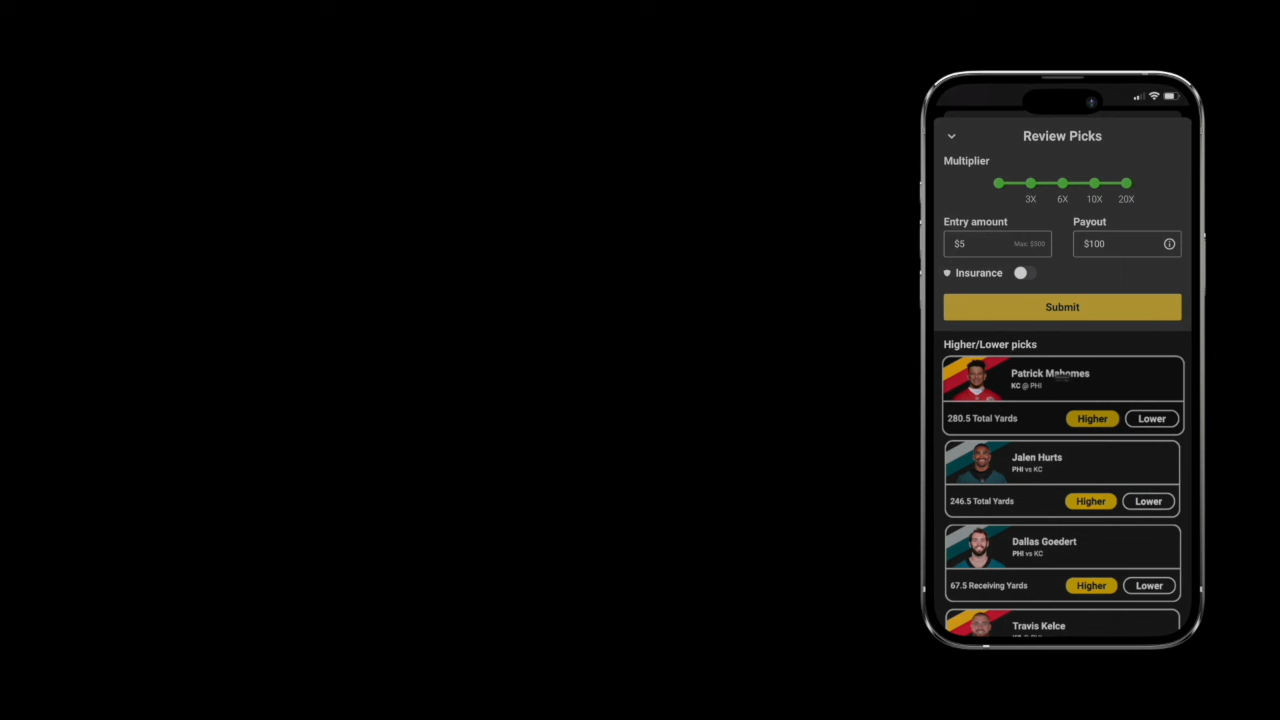 Review Picks
Multiplier
3X 6X 10X 20X
Entry amount Payout
$5 Max: $500 $100
Insurance
Submit
Higher/Lower picks
Patrick Mahomes
KC @ PHI
280.5 Total Yards Higher Lower
Jalen Hurts
PHI vs KC
246.5 Total Yards Higher Lower
Dallas Goedert
PHI vs KC
67.5 Receiving Yards Higher Lower
Travis Kelce